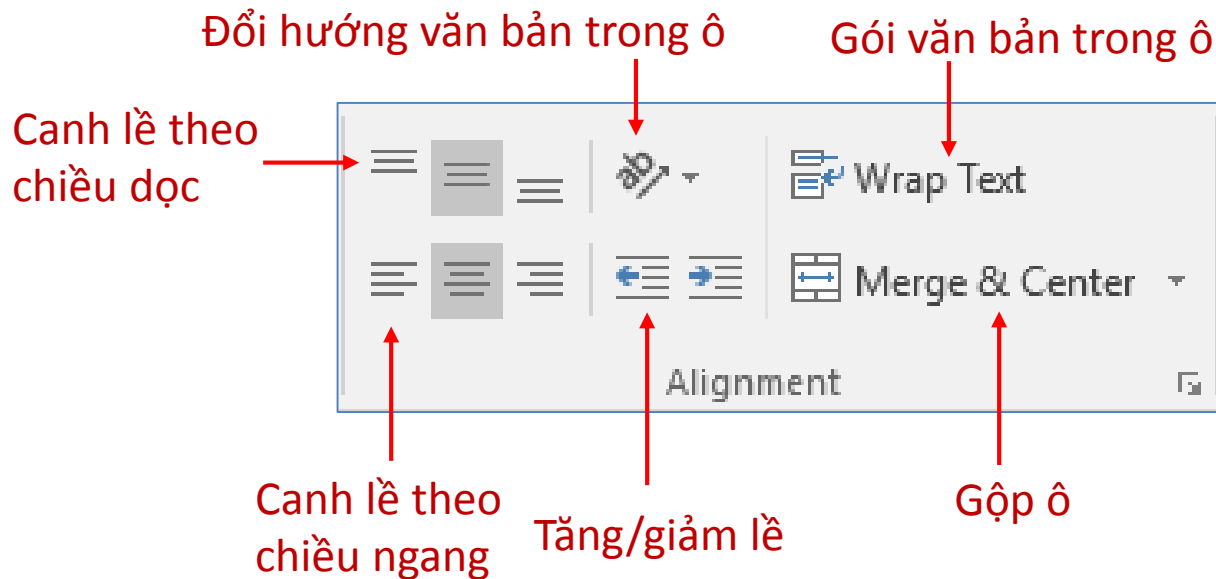 Đổi hướng văn bản trong ô
Gói văn bản trong ô
Canh lề theo
chiều dọc
Wrap Text
Merge & Center
Alignment
Canh lề theo
chiều ngang
Tăng/giảm lề
Gộp ô